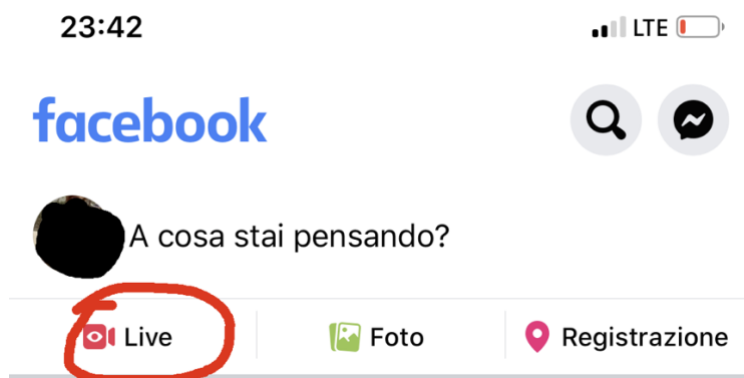 23:42 LTE
facebook
A cosa stai pensando?
Live Foto Registrazione